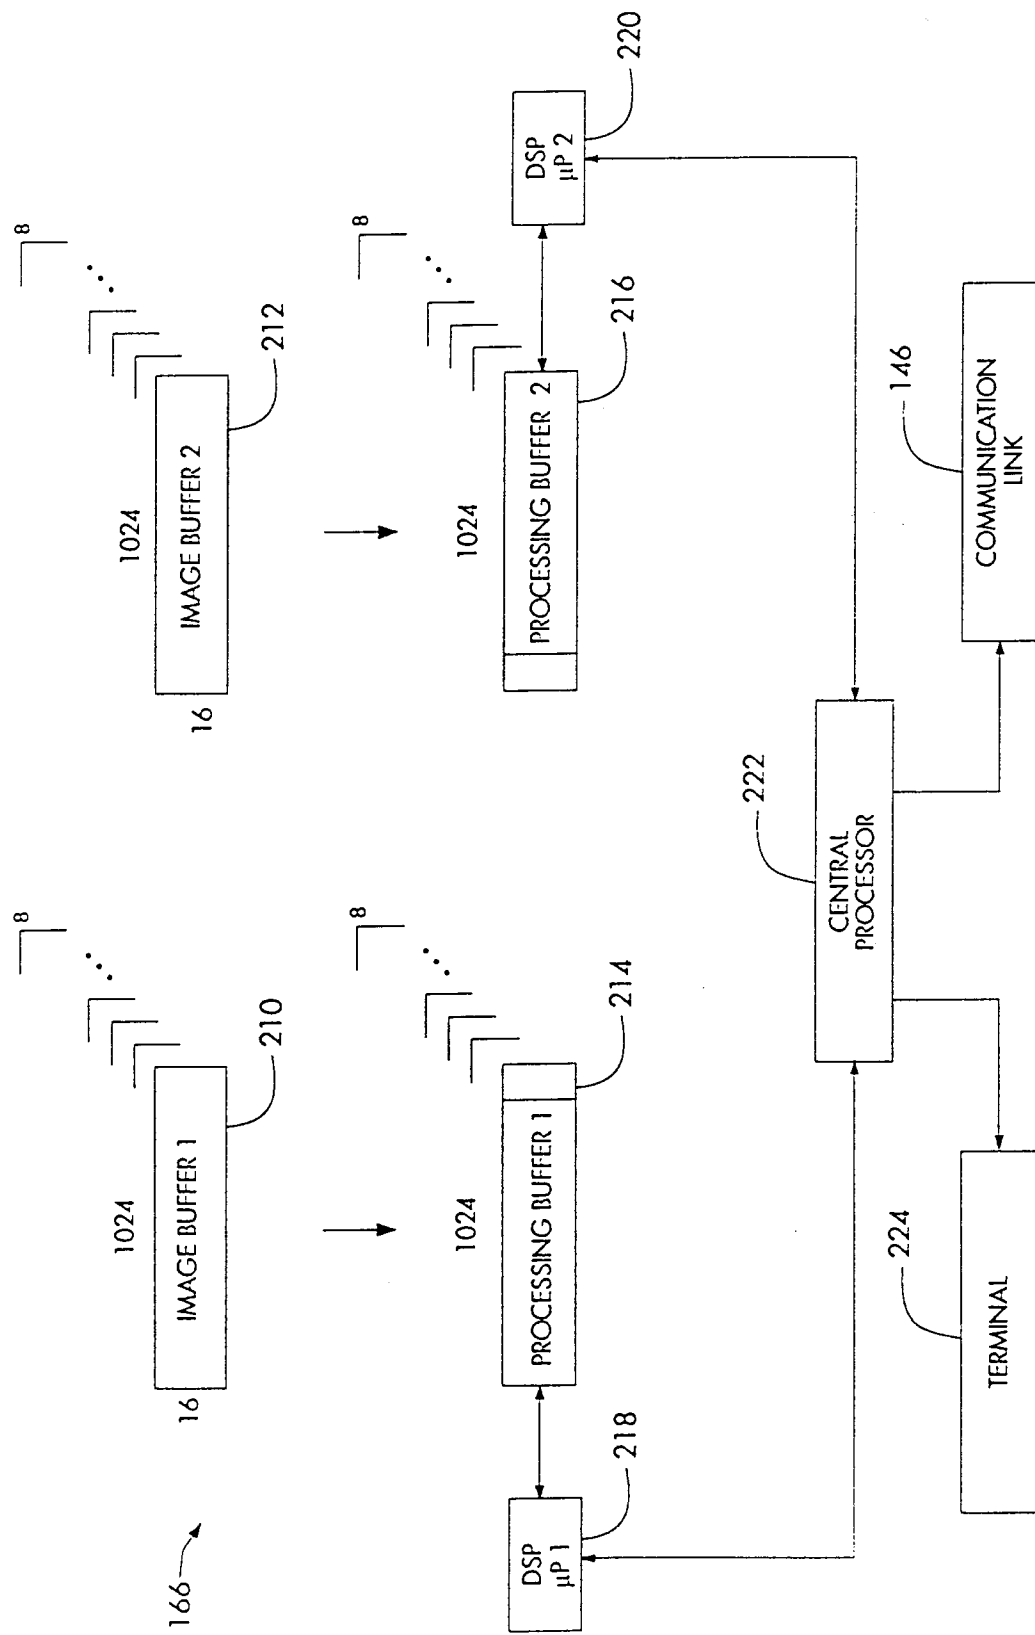 166
1024
8
16
IMAGE BUFFER 1
210
1024
8
16
IMAGE BUFFER 2
212
1024
8
DSP
μP 1
218
PROCESSING BUFFER 1
214
1024
8
PROCESSING BUFFER 2
216
DSP
μP 2
220
222
CENTRAL
PROCESSOR
224
TERMINAL
146
COMMUNICATION
LINK